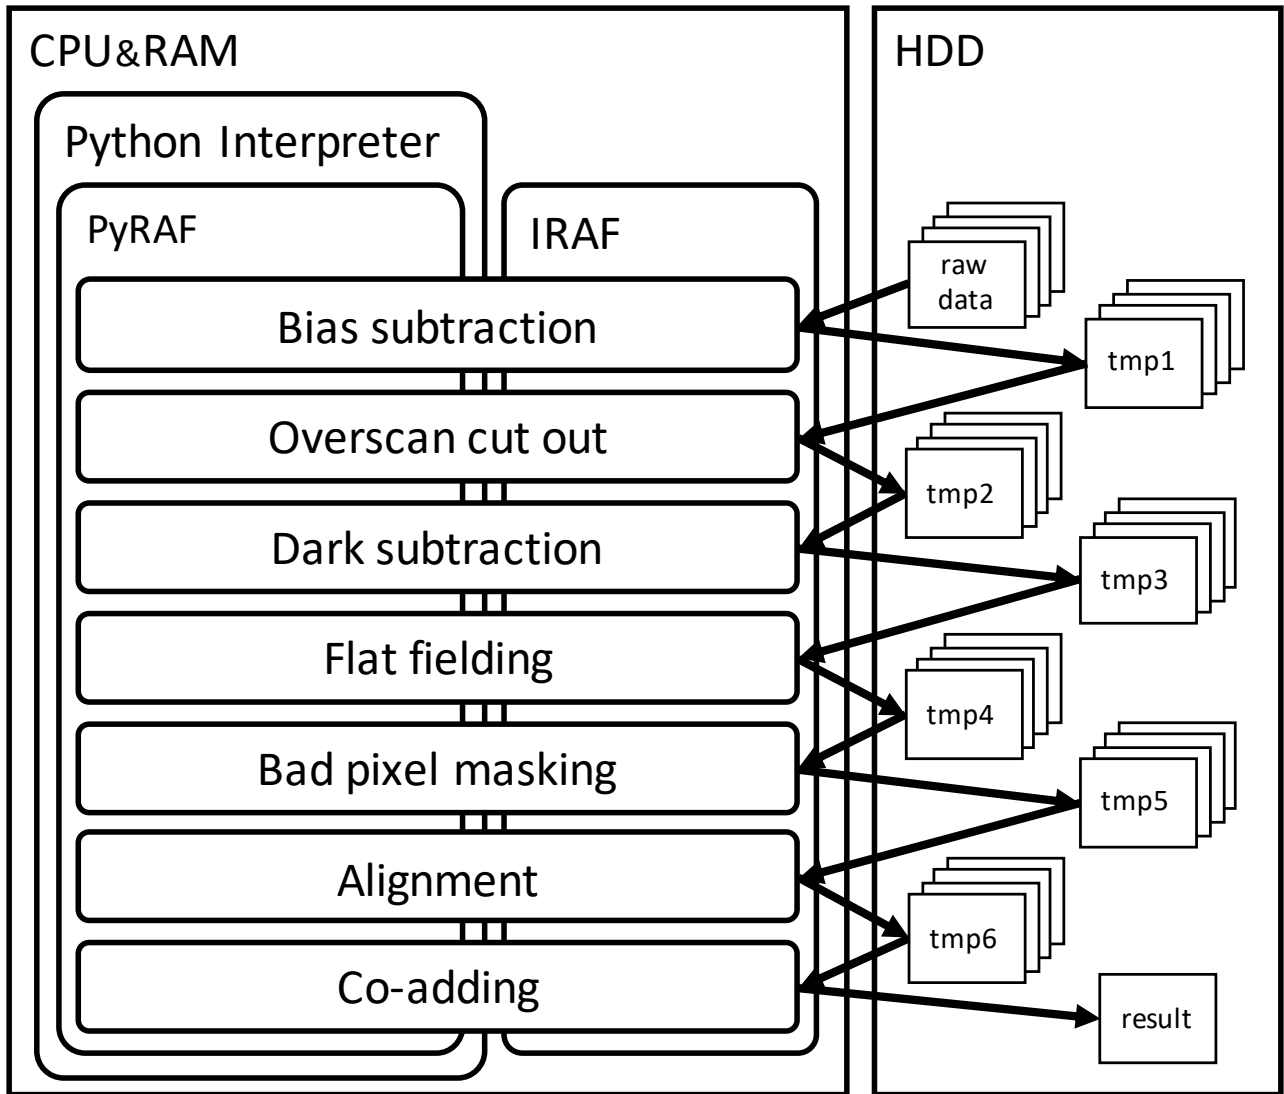 CPU&RAM
Python Interpreter
PyRAF
IRAF
Bias subtraction
Overscan cut out
Dark subtraction
Flat fielding
Bad pixel masking
Alignment
Co-adding
HDD
raw
data
tmp1
tmp2
tmp3
tmp4
tmp5
tmp6
result